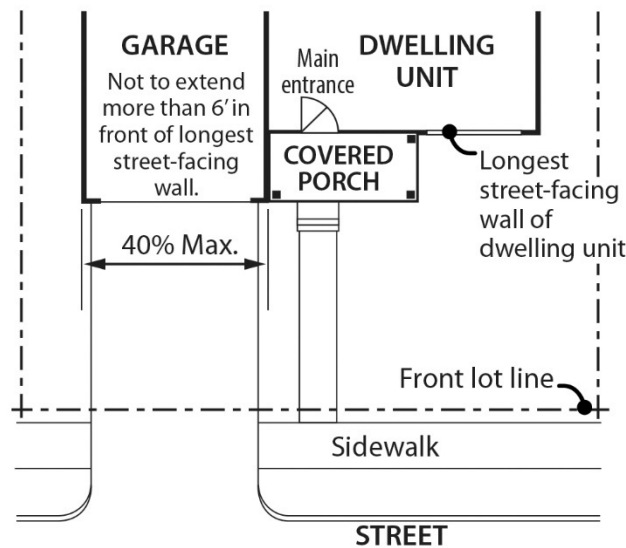 GARAGE
Not to extend
more than 6' in
front of longest
street-facing
wall.
Main
entrance
DWELLING
UNIT
COVERED
PORCH
Longest
street-facing
wall of
dwelling unit
40% Max.
Front lot line
Sidewalk
STREET